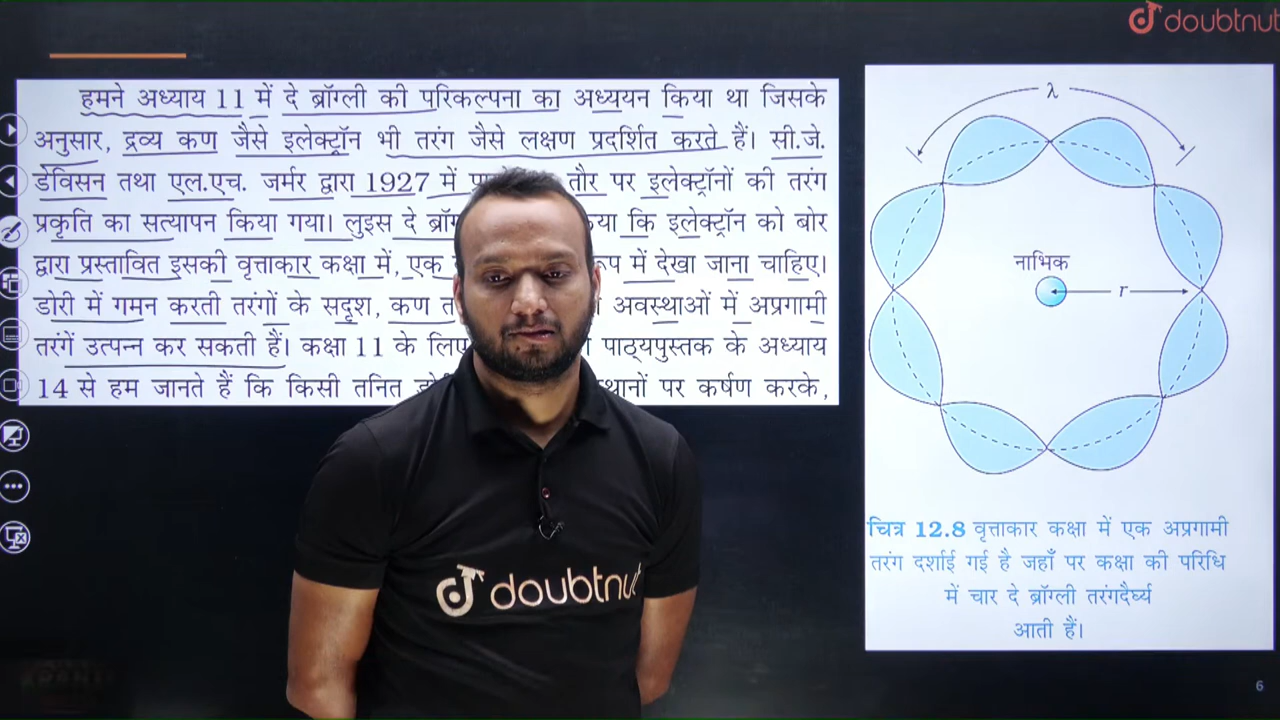 doubtnut
हमने अध्याय 11 में दे ब्रॉग्ली की परिकल्पना का अध्ययन किया था जिसके
अनुसार, द्रव्य कण जैसे इलेक्ट्रॉन भी तरंग जैसे लक्षण प्रदर्शित करते हैं। सी.जे.
डेविसन तथा एल.एच. जर्मर द्वारा 1927 में तौर पर इलेक्ट्रॉनों की तरंग
प्रकृति का सत्यापन किया गया। लुइस दे कि इलेक्ट्रॉन को बोर
द्वारा प्रस्तावित इसकी वृत्ताकार कक्षा में, एक में देखा जाना चाहिए।
डोरी में गमन करती तरंगों के सदृश, कण अवस्थाओं में अप्रगामी
तरंगें उत्पन्न कर सकती हैं। कक्षा 11 के पाठ्यपुस्तक के अध्याय
14 से हम जानते हैं कि किसी तनित पर कर्षण करके,
λ
नाभिक
r
चित्र 12.8 वृत्ताकार कक्षा में एक अप्रगामी
तरंग दर्शाई गई है जहाँ पर कक्षा की परिधि
में चार दे ब्रॉग्ली तरंगदैर्घ्य
आती हैं।
doubtnut
6